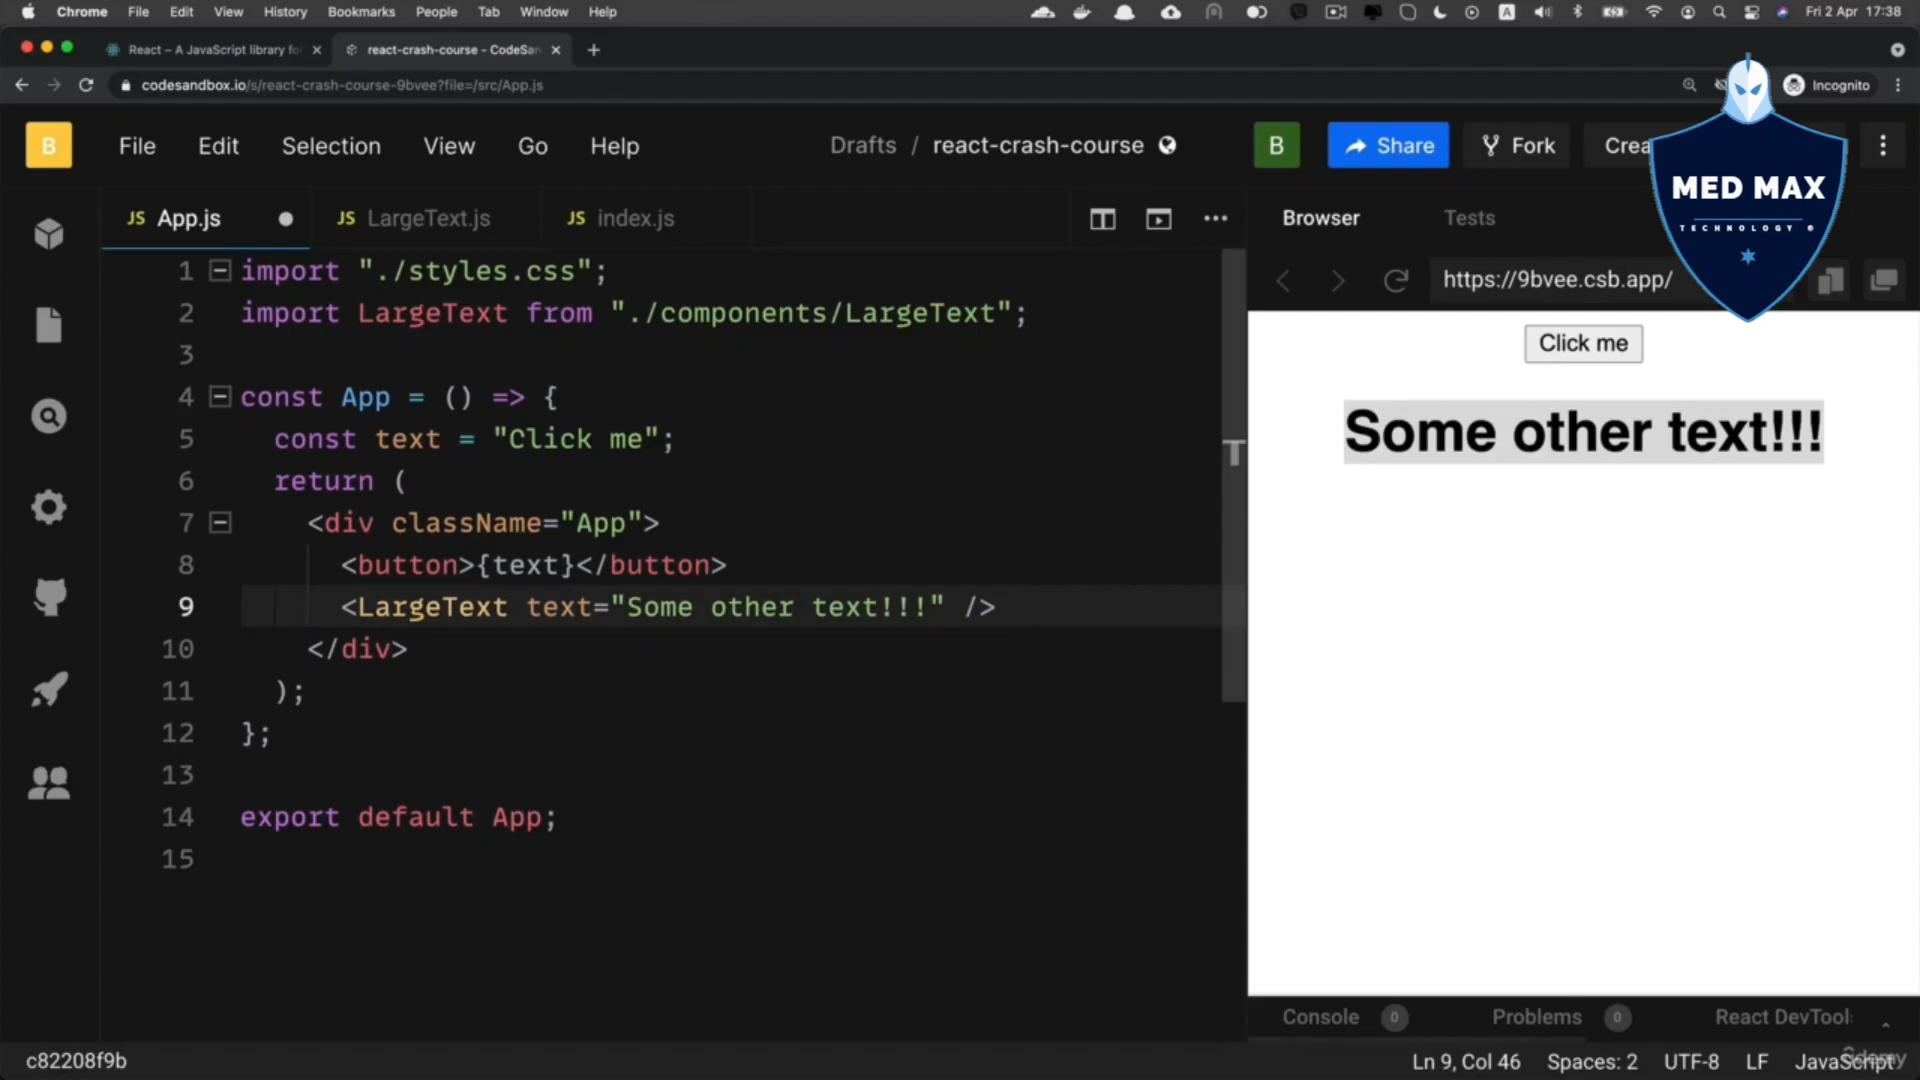 Chrome File Edit View History Bookmarks People Tab Window Help
A
Fri 2 Apr 17:38
React – A JavaScript library fo
react-crash-course - CodeSan
codesandbox.io/s/react-crash-course-9bvee?file=/src/App.js
Incognito
B File Edit Selection View Go Help
Drafts / react-crash-course
B Share Fork Crea
MED MAX
TECHNOLOGY
JS App.js
JS LargeText.js
JS index.js
Browser Tests
https://9bvee.csb.app/
1 import "./styles.css";
2 import LargeText from "./components/LargeText";
3
4 const App = () => {
5 const text = "Click me";
6 return (
7 <div className="App">
8 <button>{text}</button>
9 <LargeText text="Some other text!!!" />
10 </div>
11 );
12 };
13
14 export default App;
15
T
Click me
Some other text!!!
Console 0 Problems 0 React DevTool
c82208f9b
Ln 9, Col 46 Spaces: 2 UTF-8 LF JavaScript
Udemy